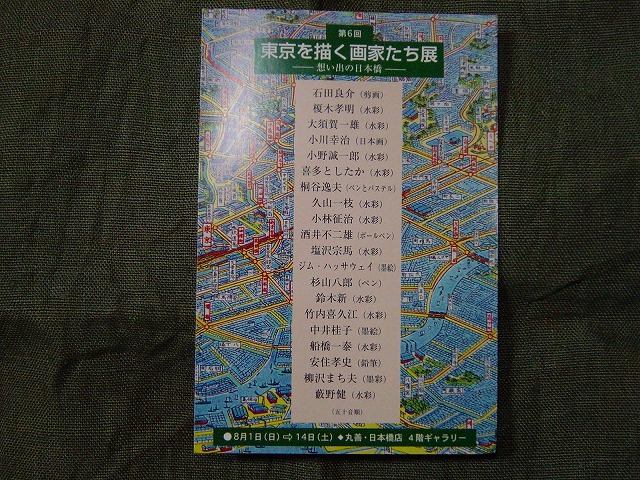 第6回
東京を描く画家たち展
想い出の日本橋
石田良介（剪画）
榎木孝明（水彩）
大須賀一雄（水彩）
小川幸治（日本画）
小野誠一郎（水彩）
喜多としたか（水彩）
桐谷逸夫（ペンとパステル）
久山一枝（水彩）
小林征治（水彩）
酒井不二雄（ボールペン）
塩沢宗馬（水彩）
ジム・ハッサウェイ（墨絵）
杉山八郎（ペン）
鈴木新（水彩）
竹内喜久江（水彩）
中井桂子（墨絵）
船橋一泰（水彩）
安住孝史（鉛筆）
柳沢まち夫（墨彩）
藪野健（水彩）
（五十音順）
●8月1日（日）⇨14日（土）◆丸善・日本橋店 4階ギャラリー